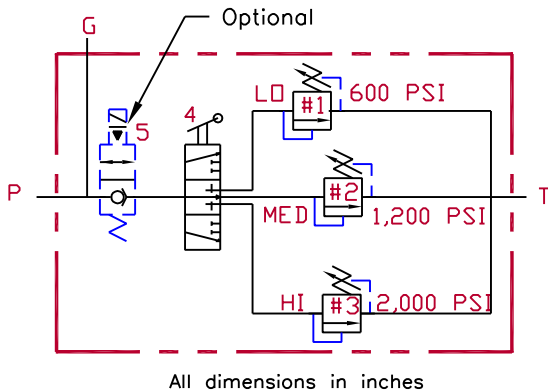 G
Optional
LO
#1
600 PSI
4
5
P
#2
T
MED
1,200 PSI
HI
#3
2,000 PSI
All dimensions in inches